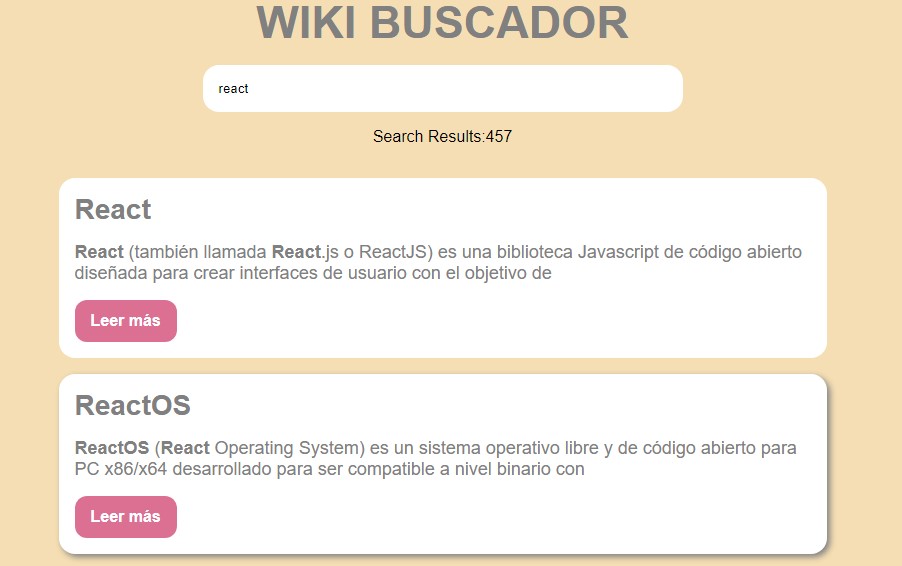 WIKI BUSCADOR
react
Search Results:457
React
React (también llamada React.js o ReactJS) es una biblioteca Javascript de código abierto
diseñada para crear interfaces de usuario con el objetivo de
Leer más
ReactOS
ReactOS (React Operating System) es un sistema operativo libre y de código abierto para
PC x86/x64 desarrollado para ser compatible a nivel binario con
Leer más